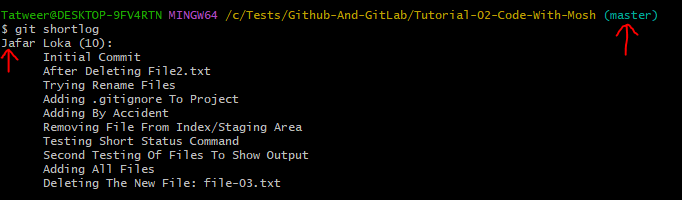 Tatweer@DESKTOP-9FV4RTN MINGW64 /c/Tests/Github-And-GitLab/Tutorial-02-Code-With-Mosh (master)
$ git shortlog
Jafar Loka (10):
      Initial Commit
      After Deleting File2.txt
      Trying Rename Files
      Adding .gitignore To Project
      Adding By Accident
      Removing File From Index/Staging Area
      Testing Short Status Command
      Second Testing Of Files To Show Output
      Adding All Files
      Deleting The New File: file-03.txt